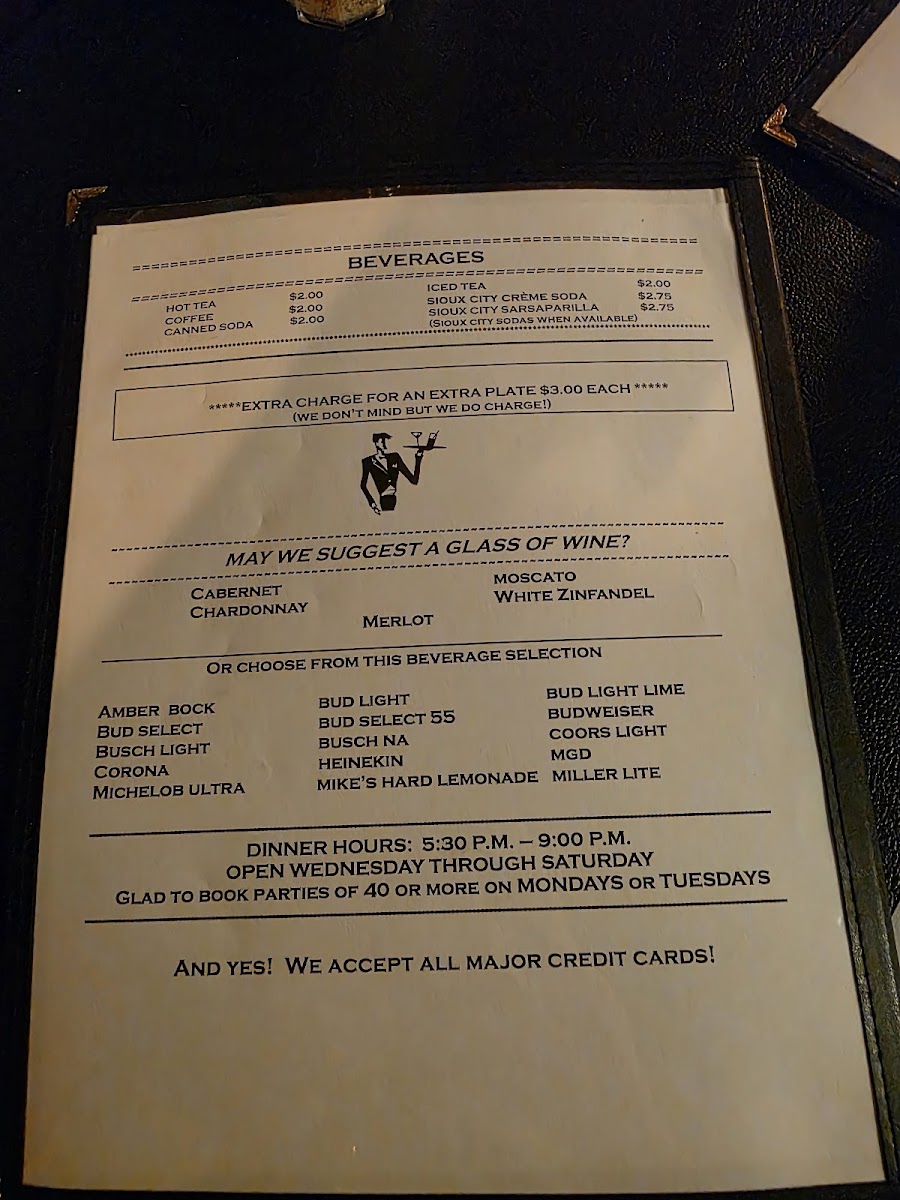 BEVERAGES
HOT TEA $2.00
COFFEE $2.00
CANNED SODA $2.00
ICED TEA $2.00
SIOUX CITY CRÈME SODA $2.75
SIOUX CITY SARSAPARILLA $2.75
(SIOUX CITY SODAS WHEN AVAILABLE)
*****EXTRA CHARGE FOR AN EXTRA PLATE $3.00 EACH *****
(WE DON'T MIND BUT WE DO CHARGE!)
MAY WE SUGGEST A GLASS OF WINE?
CABERNET MOSCATO
CHARDONNAY WHITE ZINFANDEL
MERLOT
OR CHOOSE FROM THIS BEVERAGE SELECTION
AMBER BOCK BUD LIGHT BUD LIGHT LIME
BUD SELECT BUD SELECT 55 BUDWEISER
BUSCH LIGHT BUSCH NA COORS LIGHT
CORONA HEINEKIN MGD
MICHELOB ULTRA MIKE'S HARD LEMONADE MILLER LITE
DINNER HOURS: 5:30 P.M. – 9:00 P.M.
OPEN WEDNESDAY THROUGH SATURDAY
GLAD TO BOOK PARTIES OF 40 OR MORE ON MONDAYS OR TUESDAYS
AND YES! WE ACCEPT ALL MAJOR CREDIT CARDS!